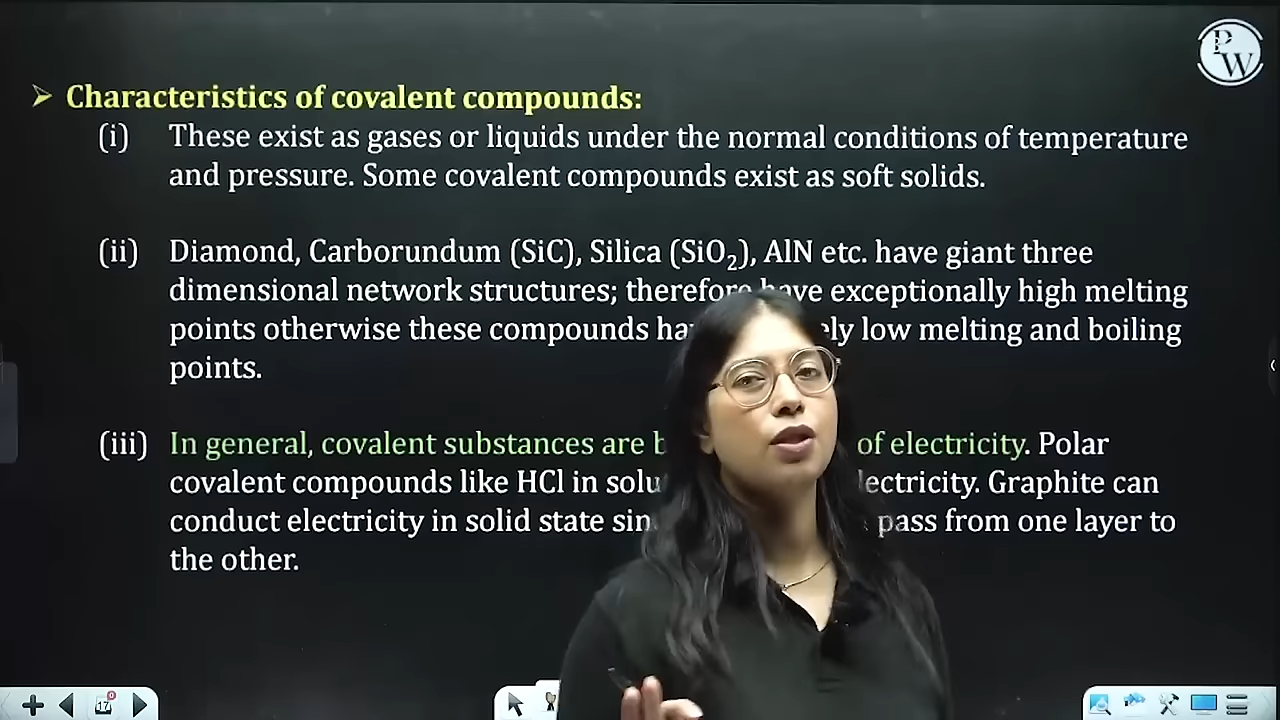 PW
➢ Characteristics of covalent compounds:
(i) These exist as gases or liquids under the normal conditions of temperature
and pressure. Some covalent compounds exist as soft solids.
(ii) Diamond, Carborundum (SiC), Silica (SiO₂), AlN etc. have giant three
dimensional network structures; therefore have exceptionally high melting
points otherwise these compounds ely low melting and boiling
points.
(iii) In general, covalent substances are of electricity. Polar
covalent compounds like HCl in lectricity. Graphite can
conduct electricity in solid state pass from one layer to
the other.
17